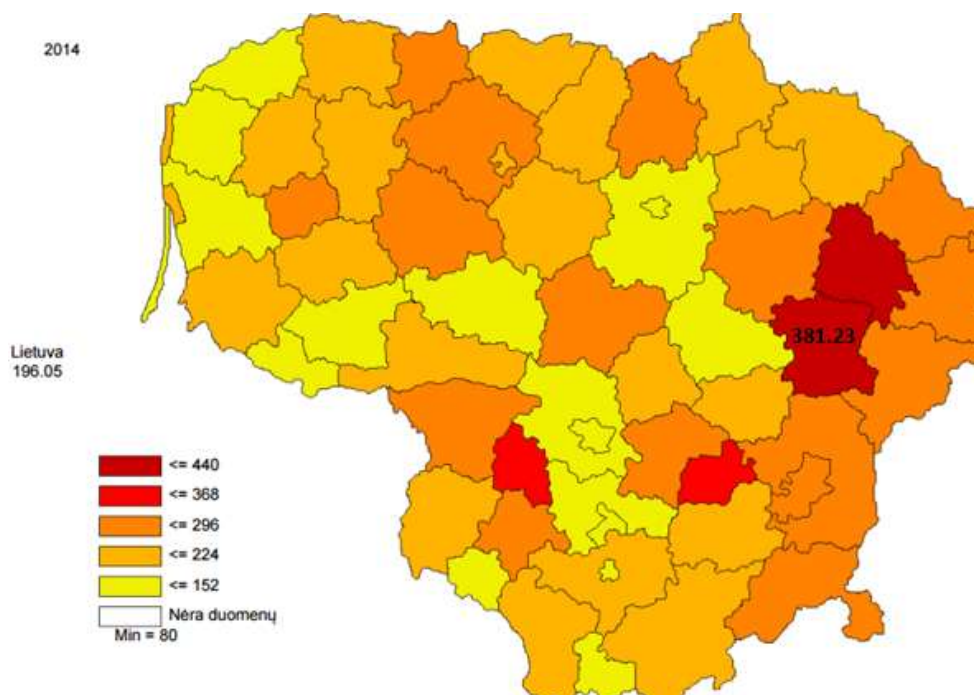 2014
381.23
Lietuva
196.05
<= 440
<= 368
<= 296
<= 224
<= 152
Nėra duomenų
Min = 80